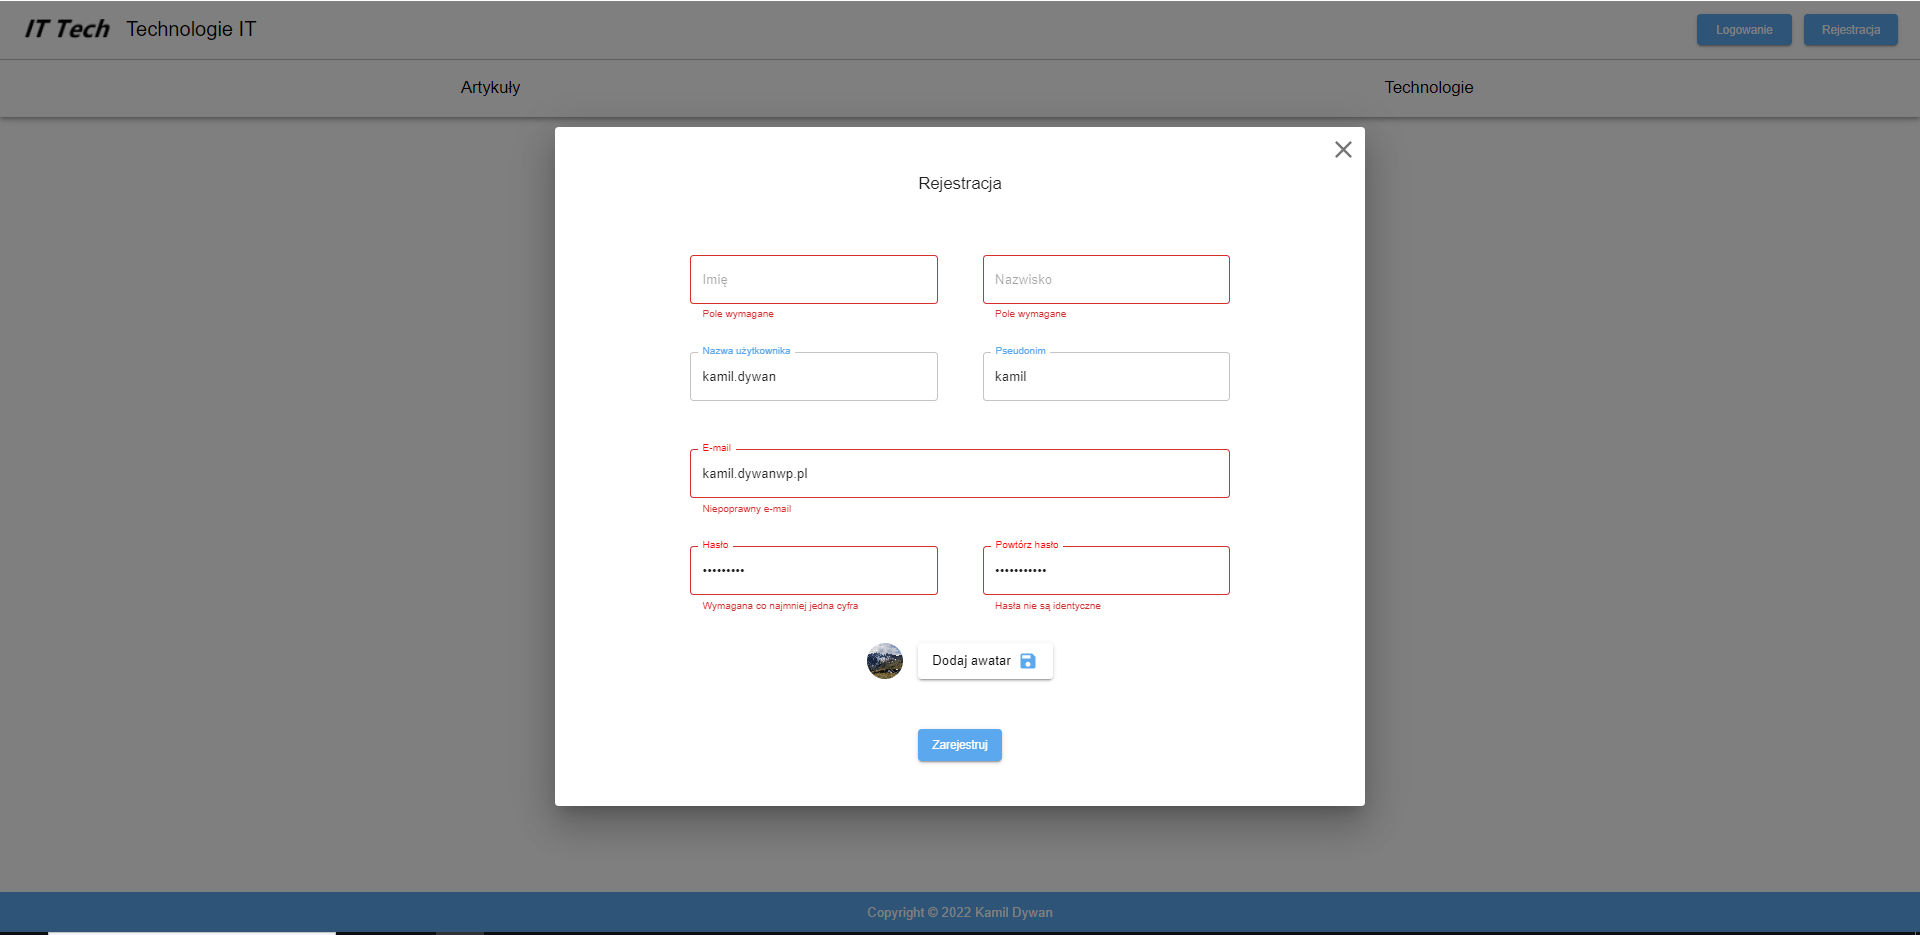 IT Tech Technologie IT Logowanie Rejestracja
Artykuły Technologie
Rejestracja
Imię Nazwisko
Pole wymagane Pole wymagane
Nazwa użytkownika Pseudonim
kamil.dywan kamil
E-mail
kamil.dywanwp.pl
Niepoprawny e-mail
Hasło Powtórz hasło
••••••••• •••••••••••
Wymagana co najmniej jedna cyfra Hasła nie są identyczne
Dodaj awatar
Zarejestruj
Copyright © 2022 Kamil Dywan